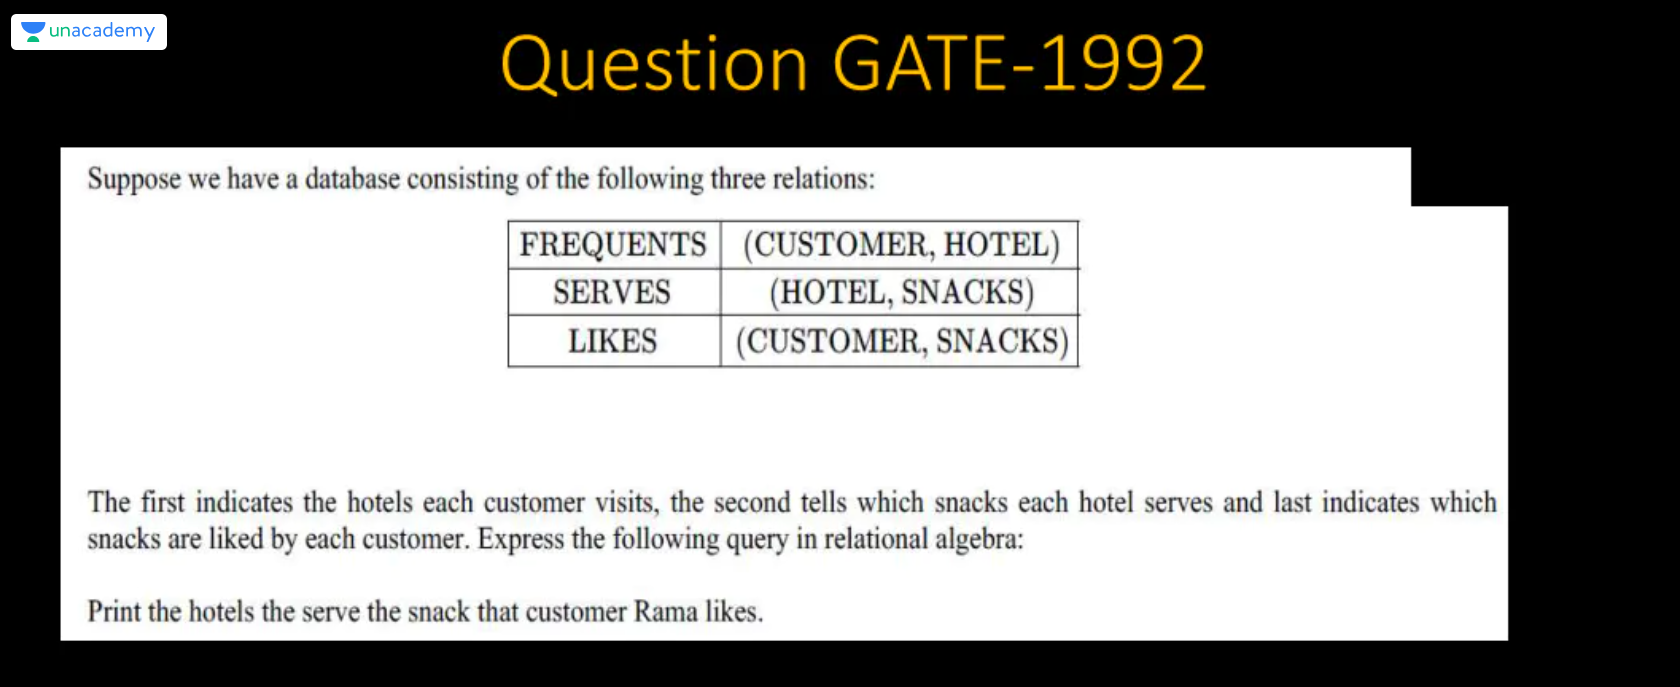 unacademy
Question GATE-1992
Suppose we have a database consisting of the following three relations:
FREQUENTS (CUSTOMER, HOTEL)
SERVES (HOTEL, SNACKS)
LIKES (CUSTOMER, SNACKS)
The first indicates the hotels each customer visits, the second tells which snacks each hotel serves and last indicates which
snacks are liked by each customer. Express the following query in relational algebra:
Print the hotels the serve the snack that customer Rama likes.